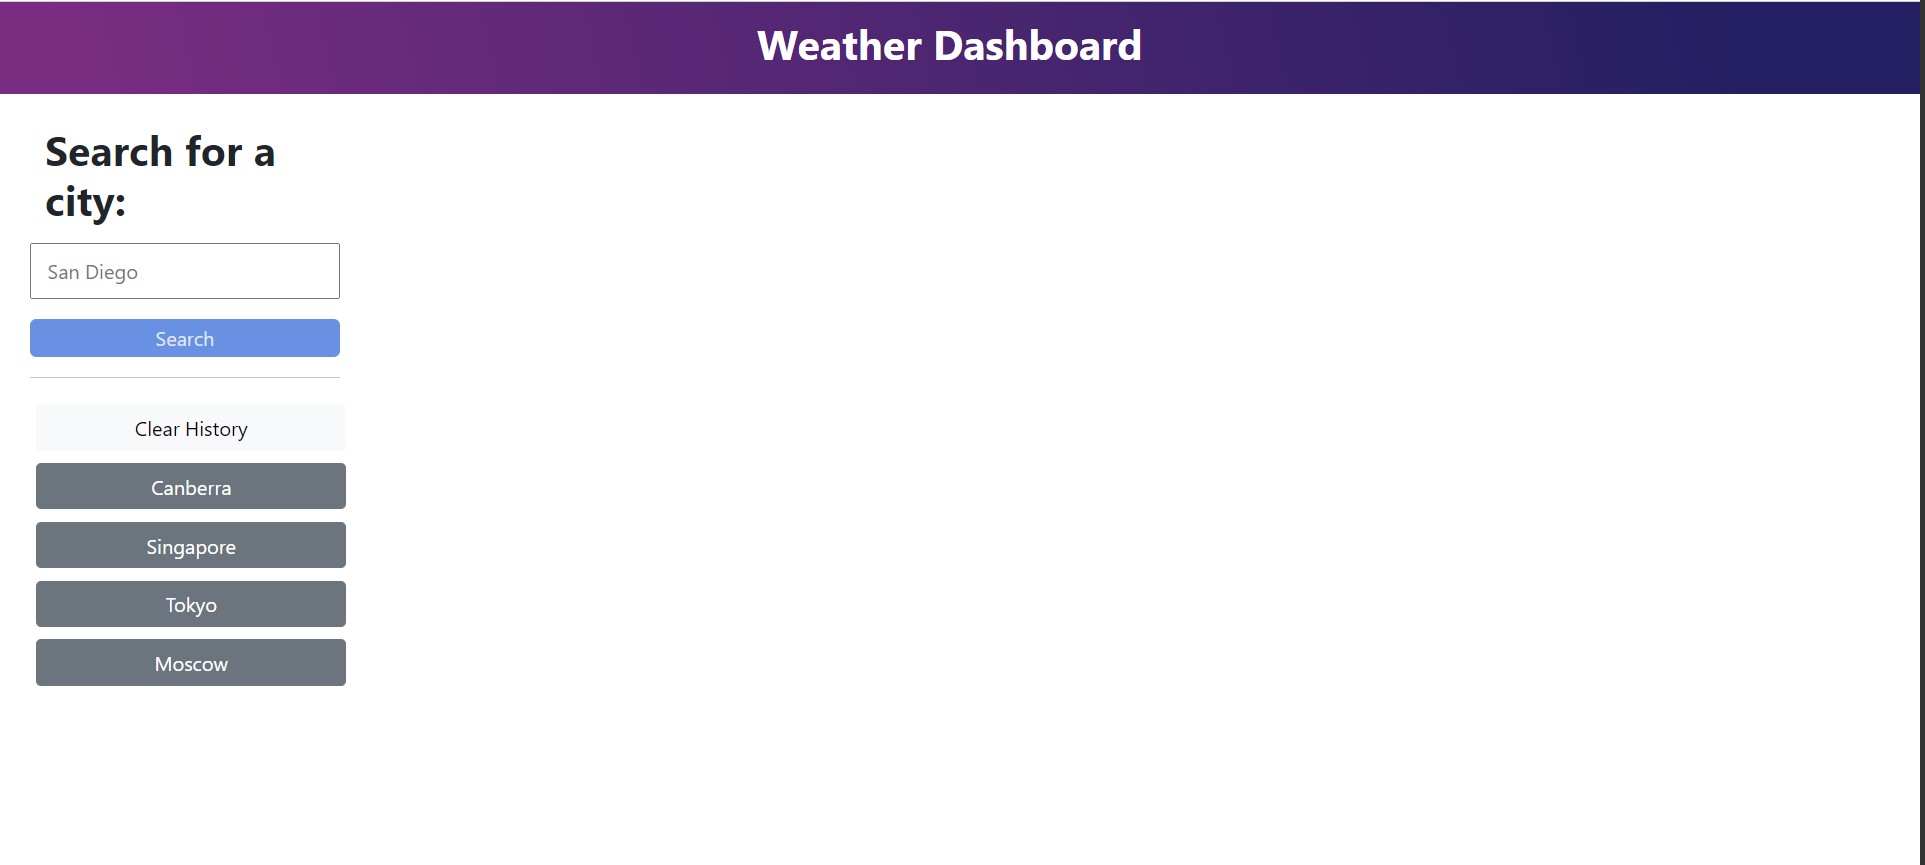 Weather Dashboard
Search for a
city:
San Diego
Search
Clear History
Canberra
Singapore
Tokyo
Moscow